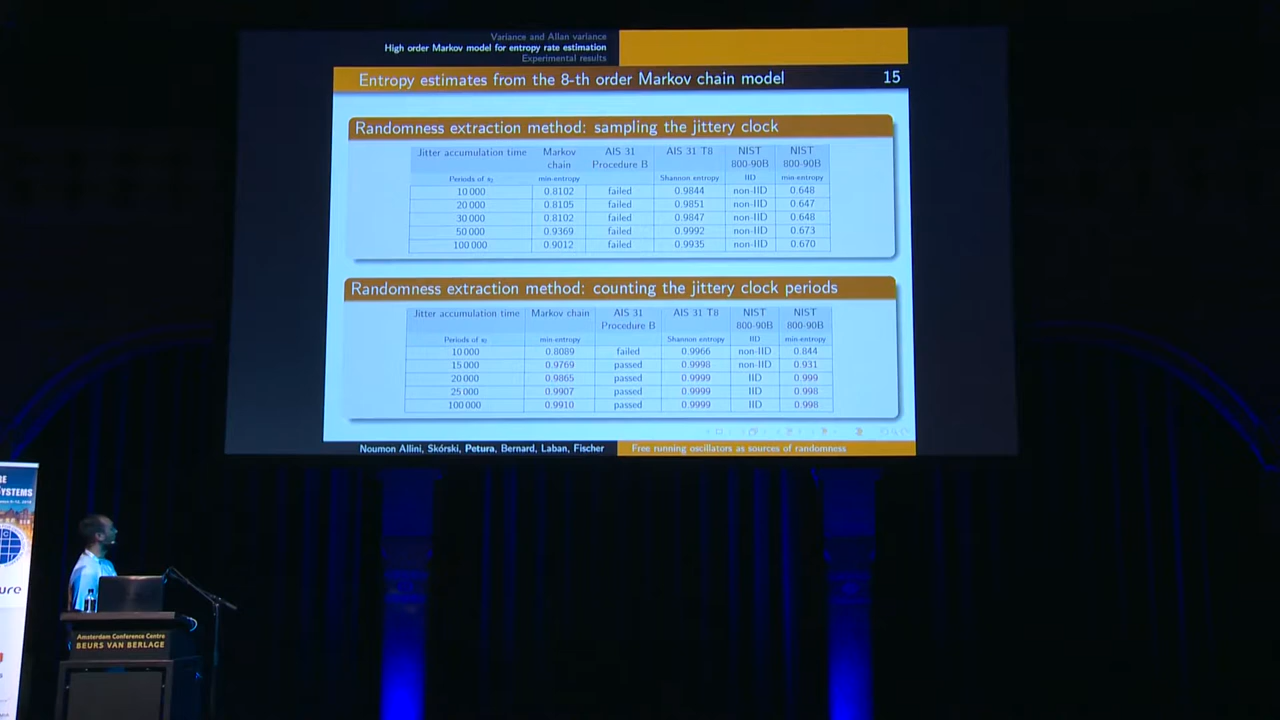 Variance and Allan variance
High order Markov model for entropy rate estimation
Experimental results
Entropy estimates from the 8-th order Markov chain model 15
Randomness extraction method: sampling the jittery clock
Jitter accumulation time Markov chain AIS 31 Procedure B AIS 31 T8 NIST 800-90B NIST 800-90B
Periods of s₂ min-entropy Shannon entropy IID min-entropy
10 000 0.8102 failed 0.9844 non-IID 0.648
20 000 0.8105 failed 0.9851 non-IID 0.647
30 000 0.8102 failed 0.9847 non-IID 0.648
50 000 0.9369 failed 0.9992 non-IID 0.673
100 000 0.9012 failed 0.9935 non-IID 0.670
Randomness extraction method: counting the jittery clock periods
Jitter accumulation time Markov chain AIS 31 Procedure B AIS 31 T8 NIST 800-90B NIST 800-90B
Periods of s₂ min-entropy Shannon entropy IID min-entropy
10 000 0.8089 failed 0.9966 non-IID 0.844
15 000 0.9769 passed 0.9998 non-IID 0.931
20 000 0.9865 passed 0.9999 IID 0.999
25 000 0.9907 passed 0.9999 IID 0.998
100 000 0.9910 passed 0.9999 IID 0.998
Noumon Allini, Skórski, Petura, Bernard, Laban, Fischer Free running oscillators as sources of randomness
SYSTEMS
ure
Amsterdam Conference Centre
BEURS VAN BERLAGE